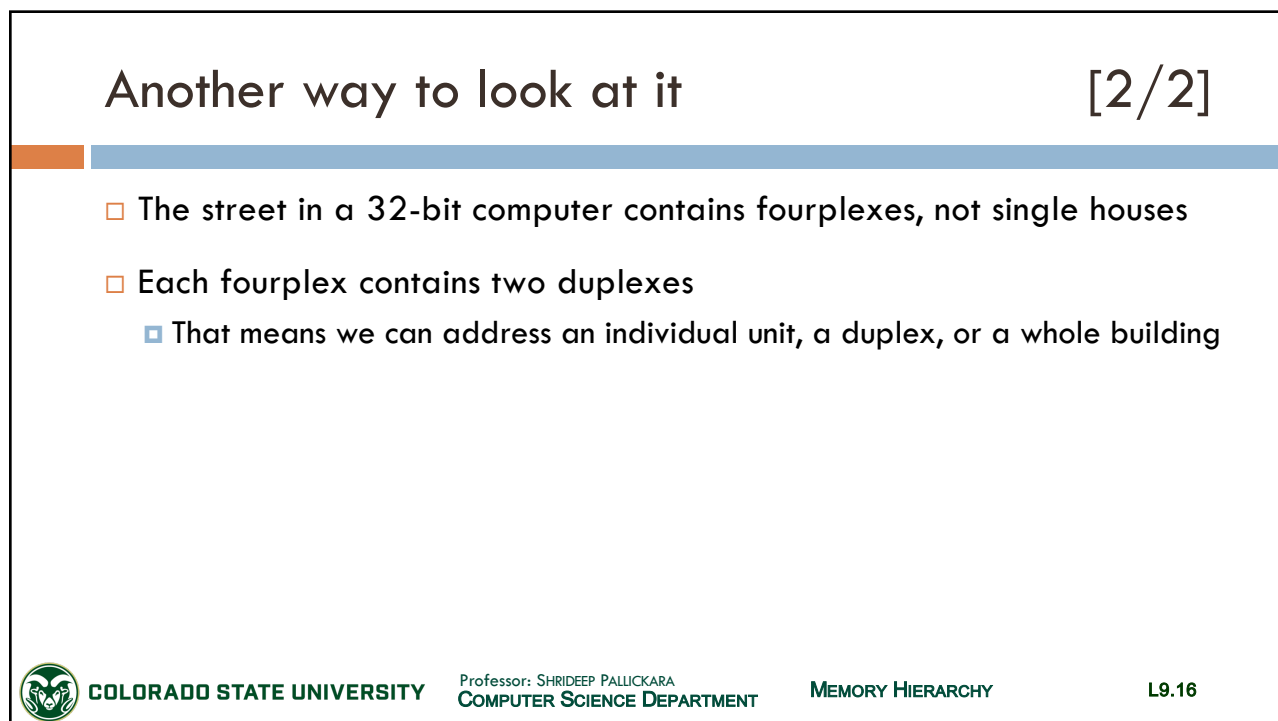 Another way to look at it [2/2]
The street in a 32-bit computer contains fourplexes, not single houses
Each fourplex contains two duplexes
That means we can address an individual unit, a duplex, or a whole building
COLORADO STATE UNIVERSITY
Professor: SHRIDEEP PALLICKARA
COMPUTER SCIENCE DEPARTMENT
MEMORY HIERARCHY
L9.16